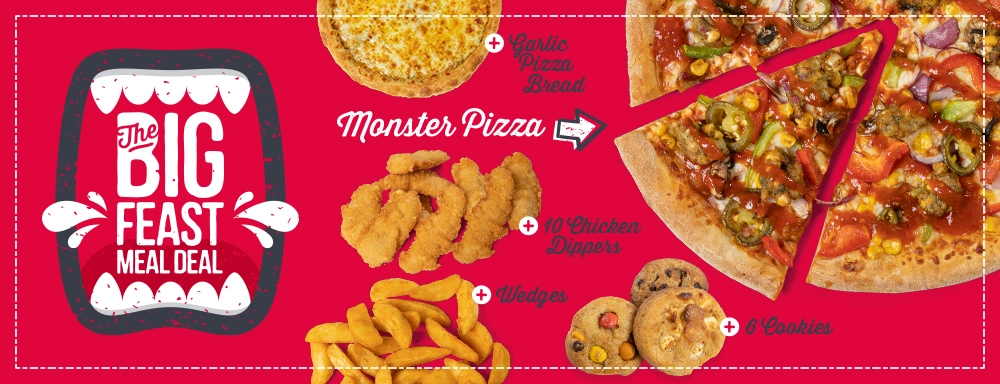 The
BIG
FEAST
MEAL DEAL
+ Garlic
Pizza
Bread
Monster Pizza
+ 10 Chicken
Dippers
+ Wedges
+ 6 Cookies